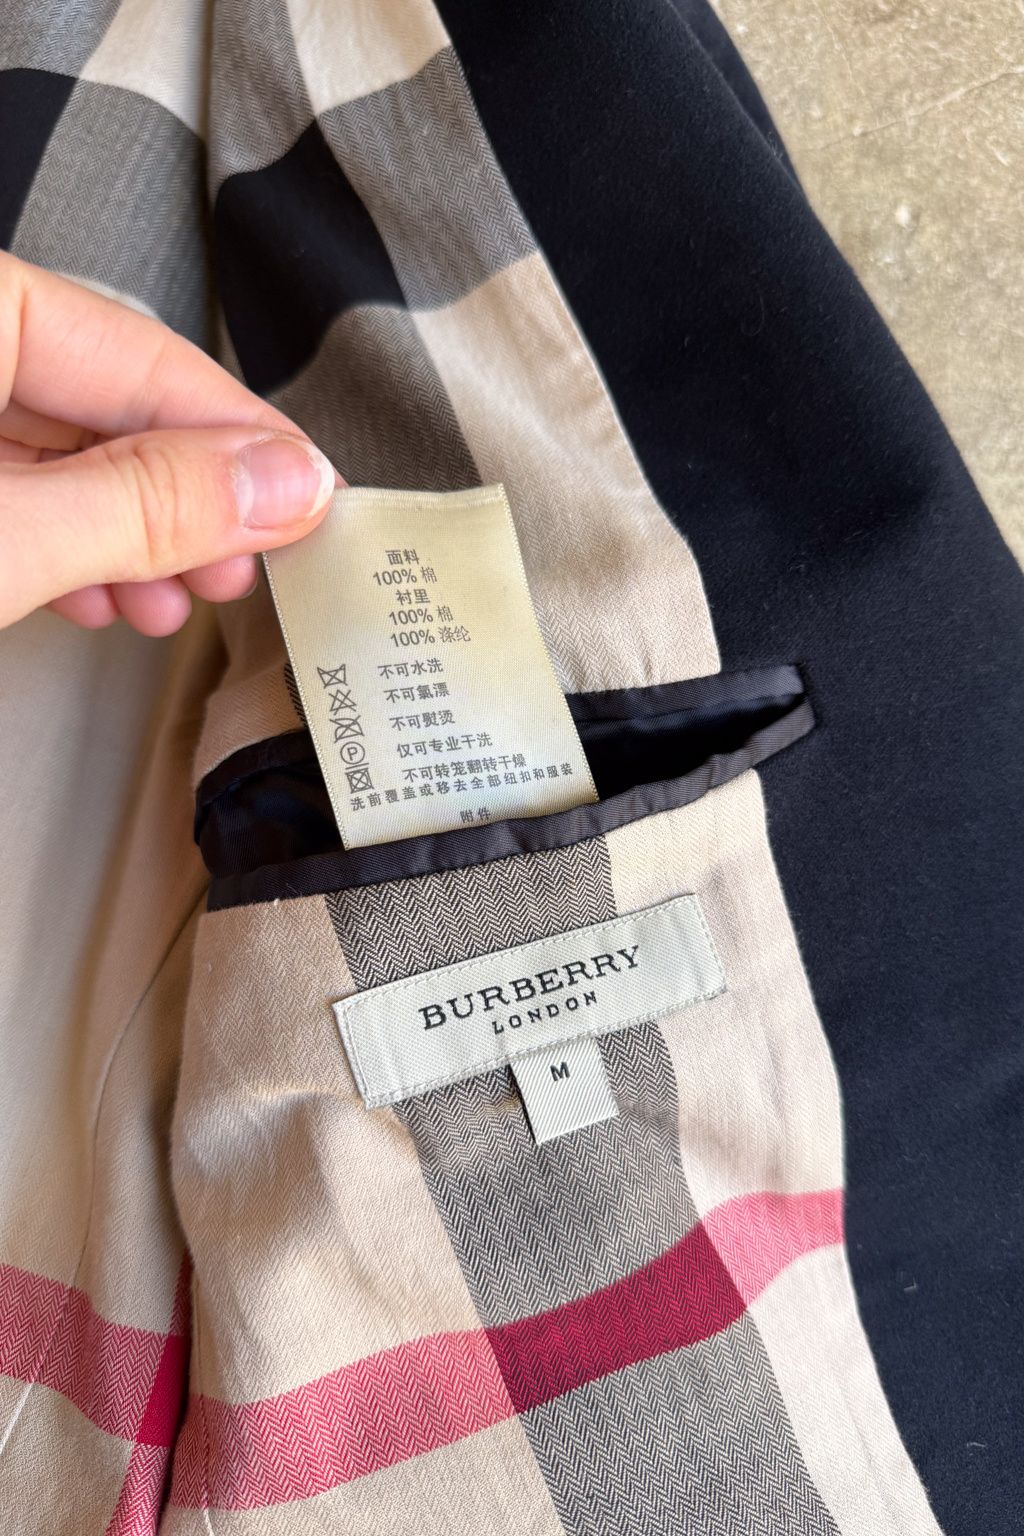 面料
100% 棉
衬里
100% 棉
100% 涤纶
不可水洗
不可氯漂
不可熨烫
P 仅可专业干洗
不可转笼翻转干燥
洗前覆盖或移去全部纽扣和服装
附件
BURBERRY
LONDON
M